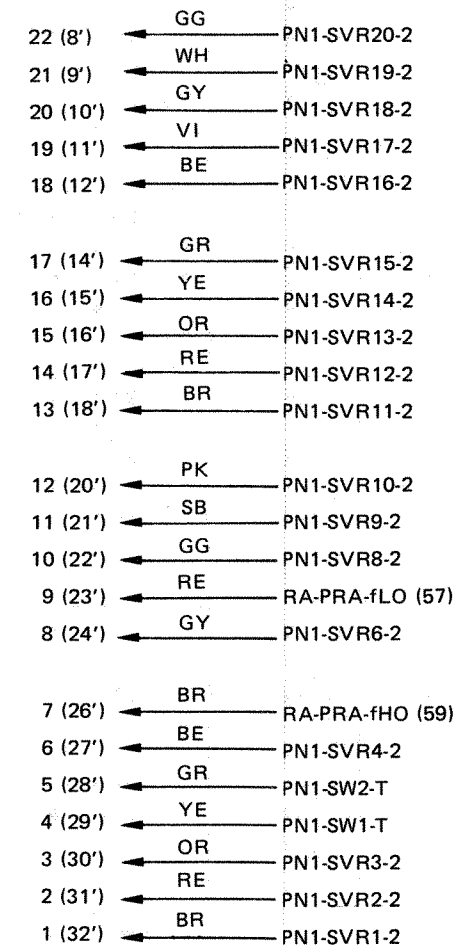 22 (8') GG PN1-SVR20-2
21 (9') WH PN1-SVR19-2
20 (10') GY PN1-SVR18-2
19 (11') VI PN1-SVR17-2
18 (12') BE PN1-SVR16-2
17 (14') GR PN1-SVR15-2
16 (15') YE PN1-SVR14-2
15 (16') OR PN1-SVR13-2
14 (17') RE PN1-SVR12-2
13 (18') BR PN1-SVR11-2
12 (20') PK PN1-SVR10-2
11 (21') SB PN1-SVR9-2
10 (22') GG PN1-SVR8-2
9 (23') RE RA-PRA-fLO (57)
8 (24') GY PN1-SVR6-2
7 (26') BR RA-PRA-fHO (59)
6 (27') BE PN1-SVR4-2
5 (28') GR PN1-SW2-T
4 (29') YE PN1-SW1-T
3 (30') OR PN1-SVR3-2
2 (31') RE PN1-SVR2-2
1 (32') BR PN1-SVR1-2